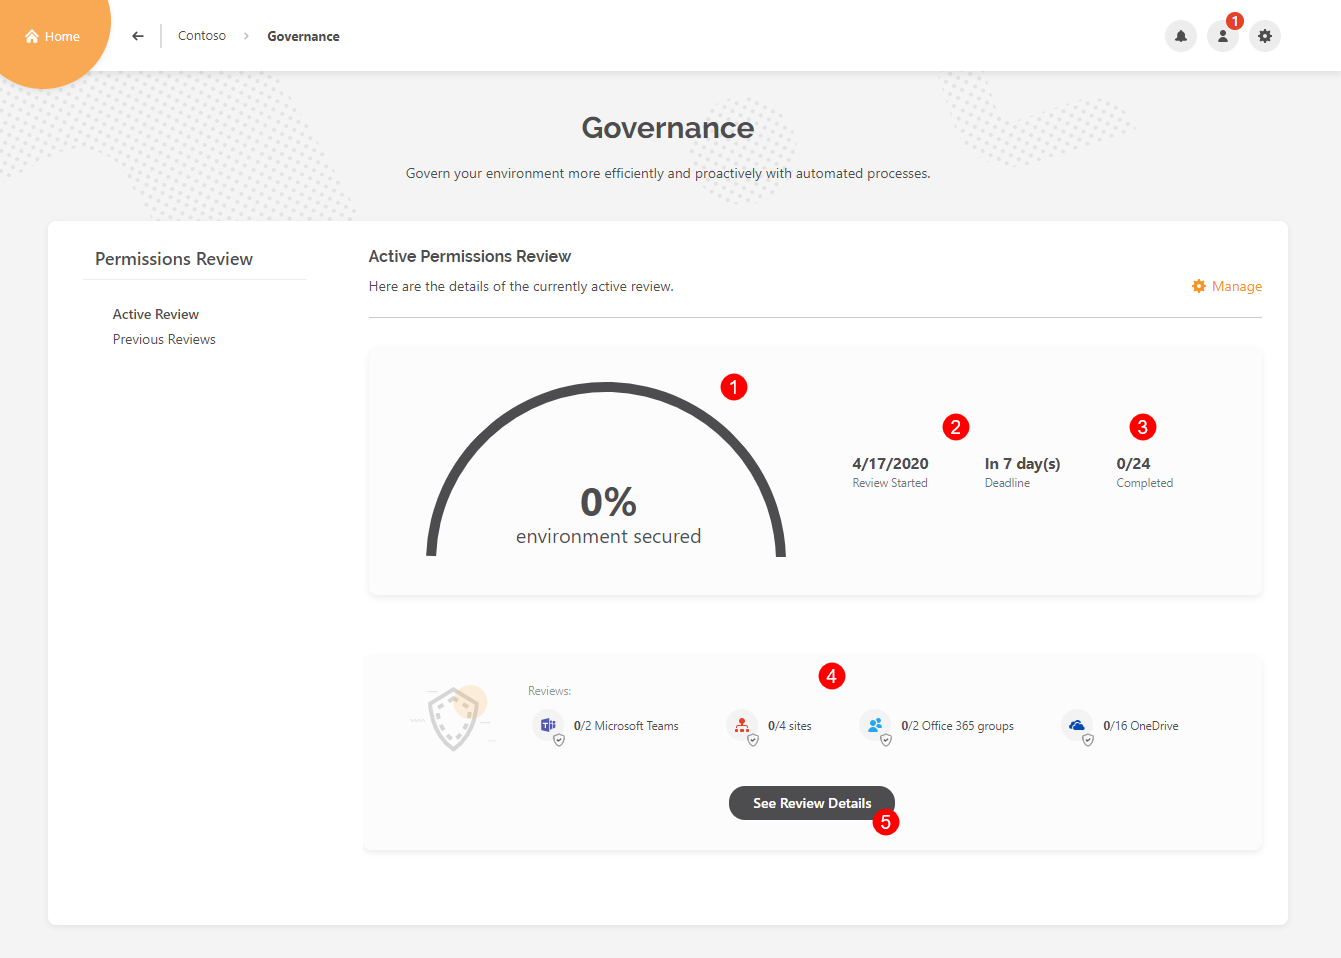 Home
Contoso
Governance
1
Governance
Govern your environment more efficiently and proactively with automated processes.
Permissions Review
Active Review
Previous Reviews
Active Permissions Review
Here are the details of the currently active review.
Manage
1
0%
environment secured
2
3
4/17/2020
Review Started
In 7 day(s)
Deadline
0/24
Completed
4
Reviews:
0/2 Microsoft Teams
0/4 sites
0/2 Office 365 groups
0/16 OneDrive
See Review Details
5